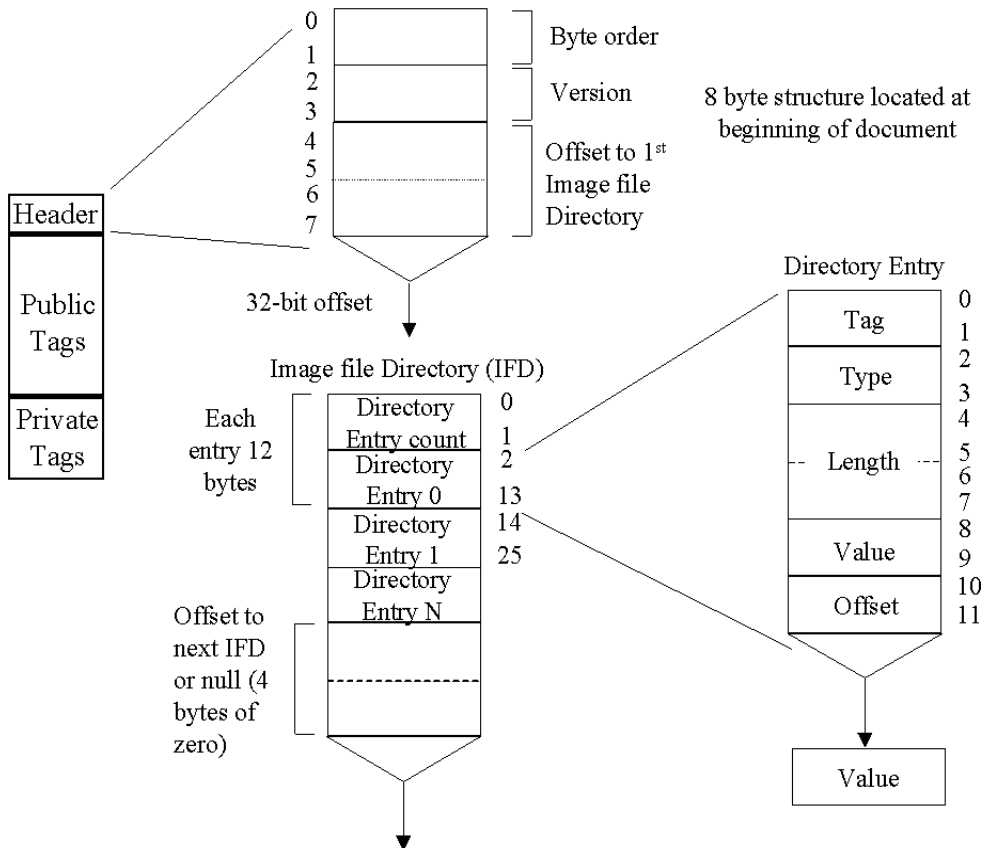 0
1
2
3
4
5
6
7
Byte order
Version
Offset to 1st
Image file
Directory
8 byte structure located at
beginning of document
Header
Public
Tags
Private
Tags
32-bit offset
Image file Directory (IFD)
Each
entry 12
bytes
Directory
Entry count
Directory
Entry 0
Directory
Entry 1
Directory
Entry N
0
1
2
13
14
25
Offset to
next IFD
or null (4
bytes of
zero)
Directory Entry
Tag
Type
Length
Value
Offset
0
1
2
3
4
5
6
7
8
9
10
11
Value